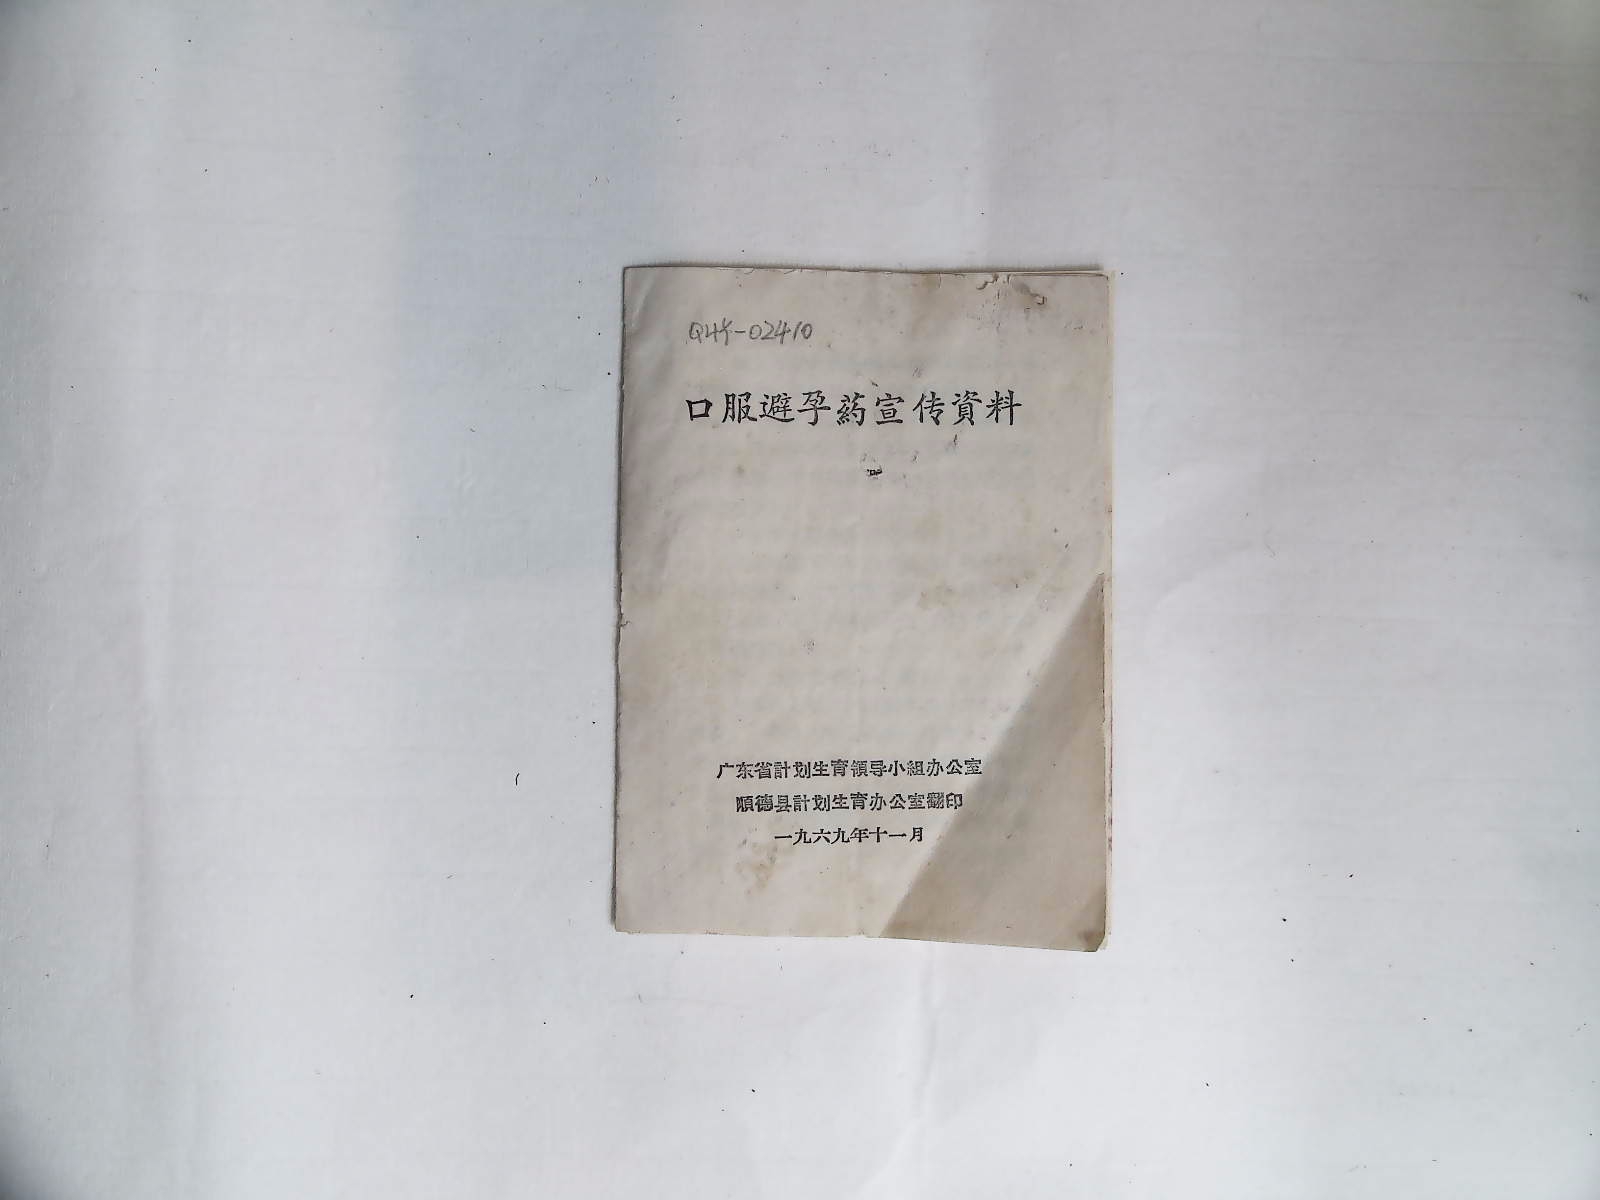 口服避孕药宣传資料
广东省計划生育領导小組办公室
順德县計划生育办公室翻印
一九六九年十一月